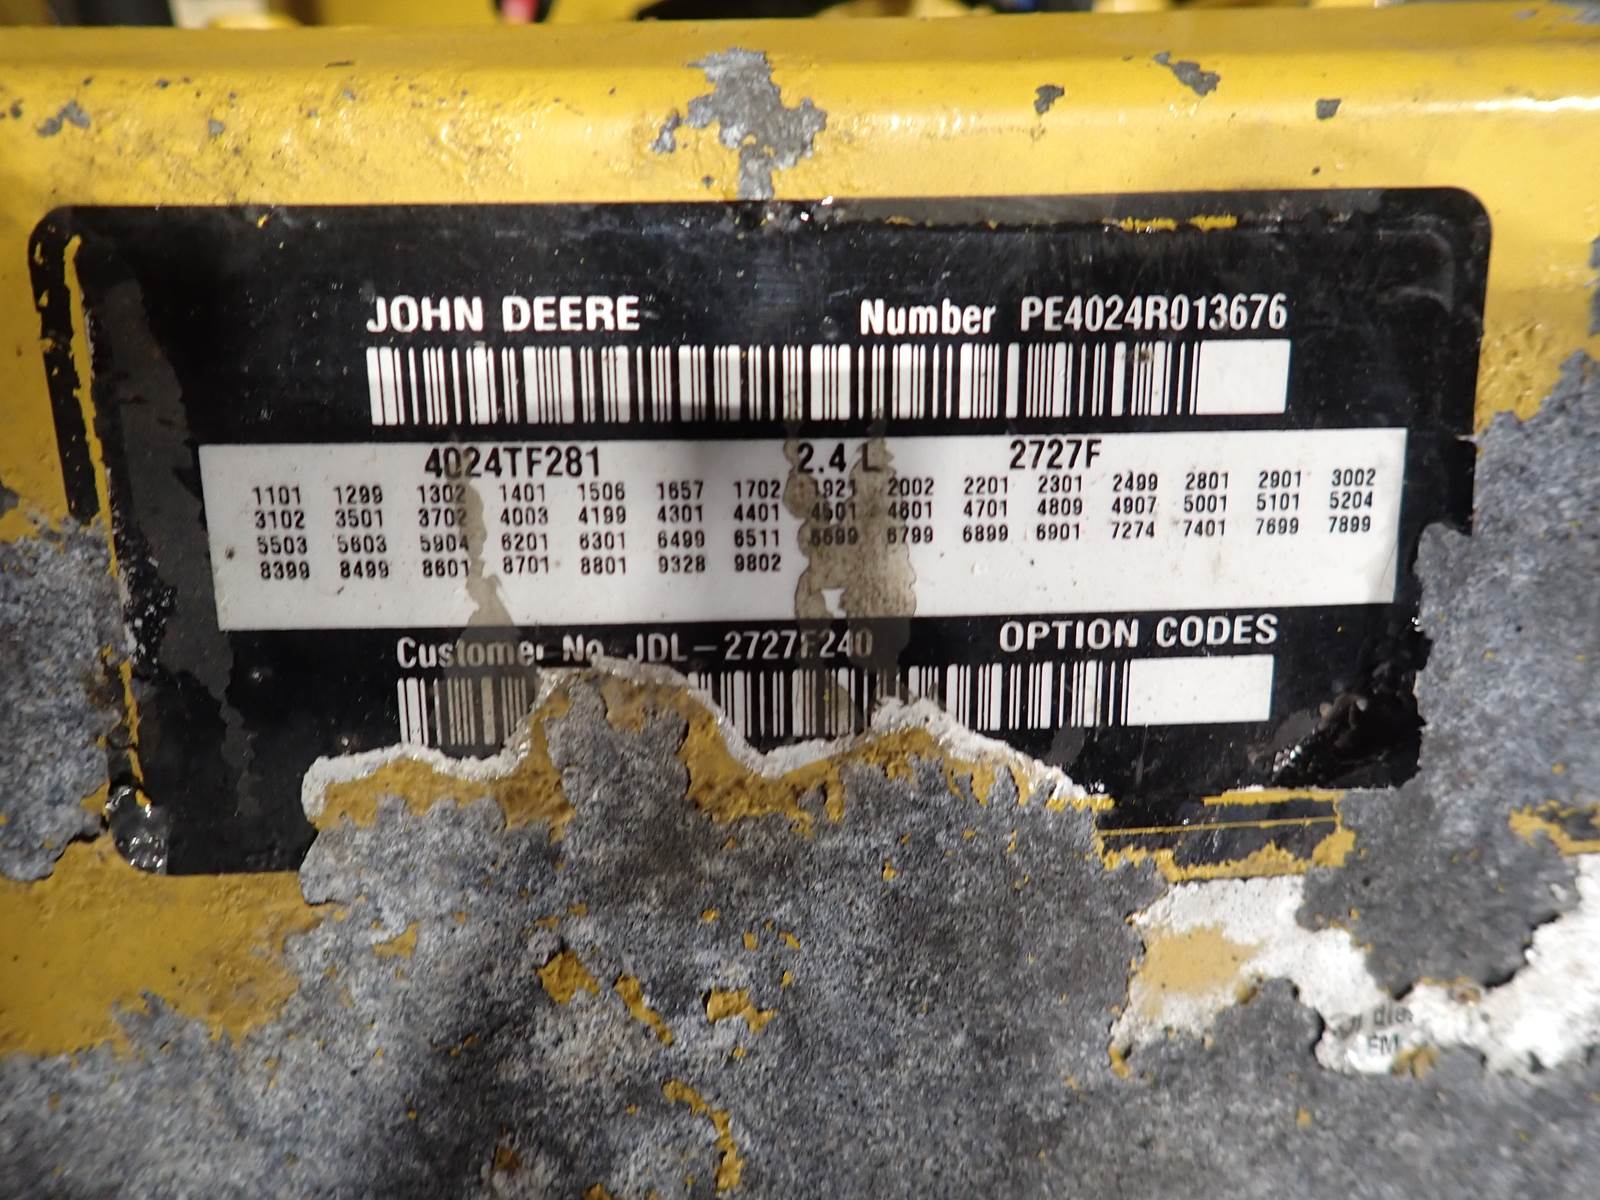 JOHN DEERE Number PE4024R013676
4024TF281 2.4 L 2727F
1101 1299 1302 1401 1506 1657 1702 1921 2002 2201 2301 2499 2801 2901 3002
3102 3501 3702 4003 4199 4301 4401 4501 4601 4701 4809 4907 5001 5101 5204
5503 5603 5904 6201 6301 6499 6511 6699 6799 6899 6901 7274 7401 7699 7899
8399 8499 8601 8701 8801 9328 9802
Customer No. JDL-2727F240 OPTION CODES
EM